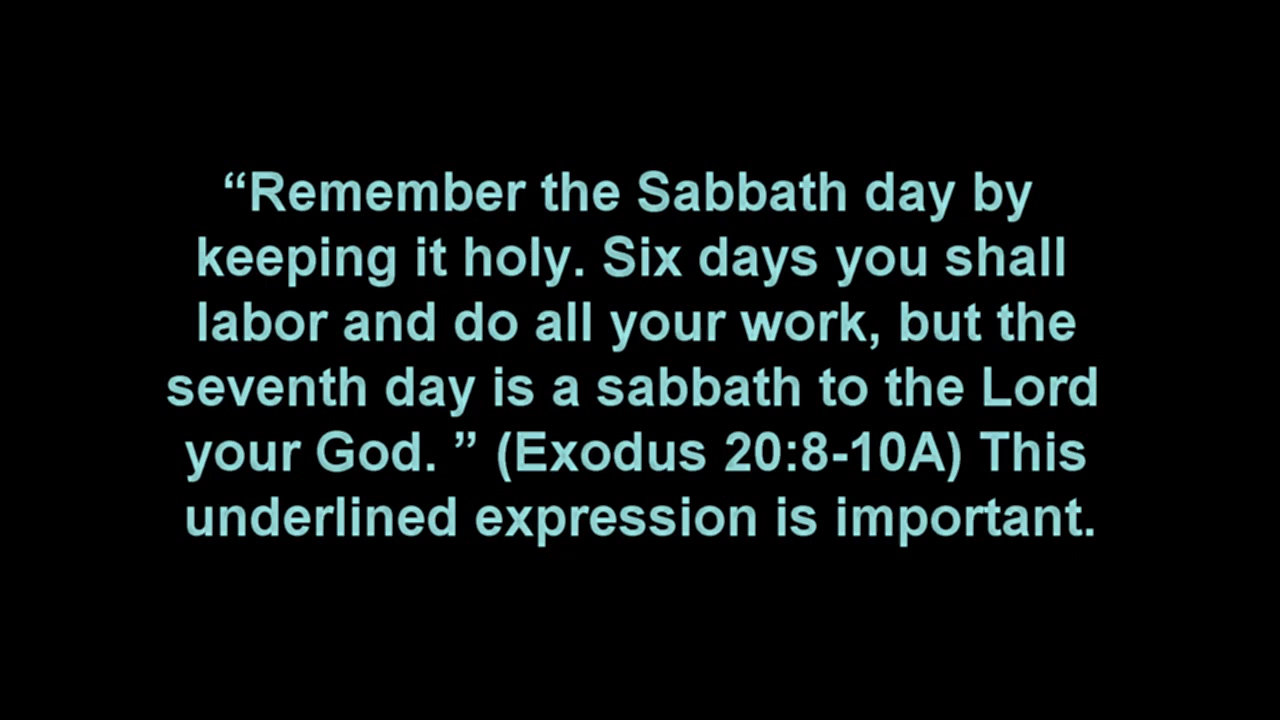 “Remember the Sabbath day by
keeping it holy. Six days you shall
labor and do all your work, but the
seventh day is a sabbath to the Lord
your God. ” (Exodus 20:8-10A) This
underlined expression is important.